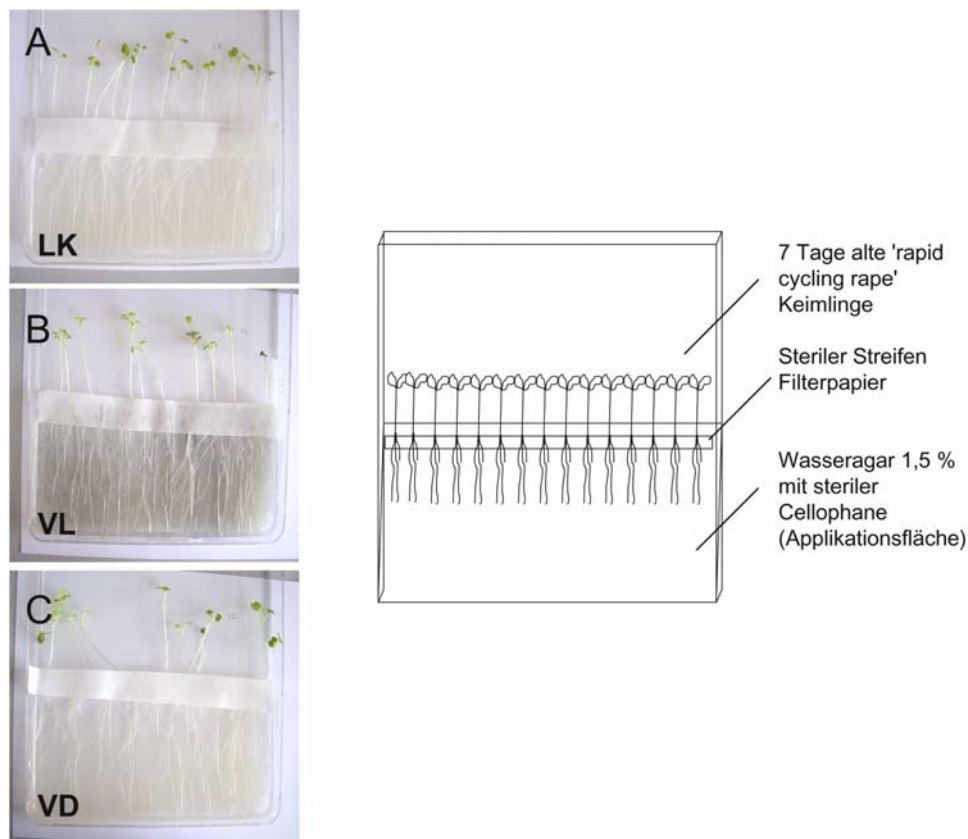 A
LK
B
VL
C
VD
7 Tage alte 'rapid
cycling rape'
Keimlinge
Steriler Streifen
Filterpapier
Wasseragar 1,5 %
mit steriler
Cellophane
(Applikationsfläche)